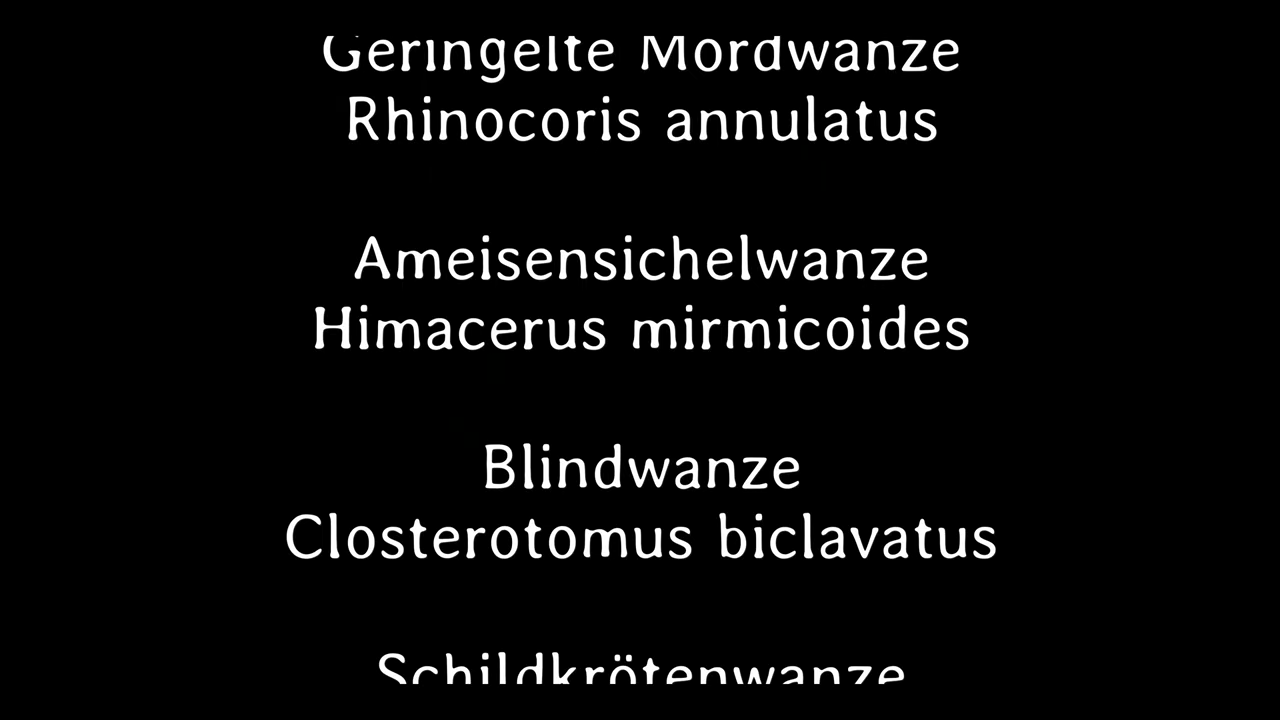 Geringelte Mordwanze
Rhinocoris annulatus
Ameisensichelwanze
Himacerus mirmicoides
Blindwanze
Closterotomus biclavatus
Schildkrötenwanze